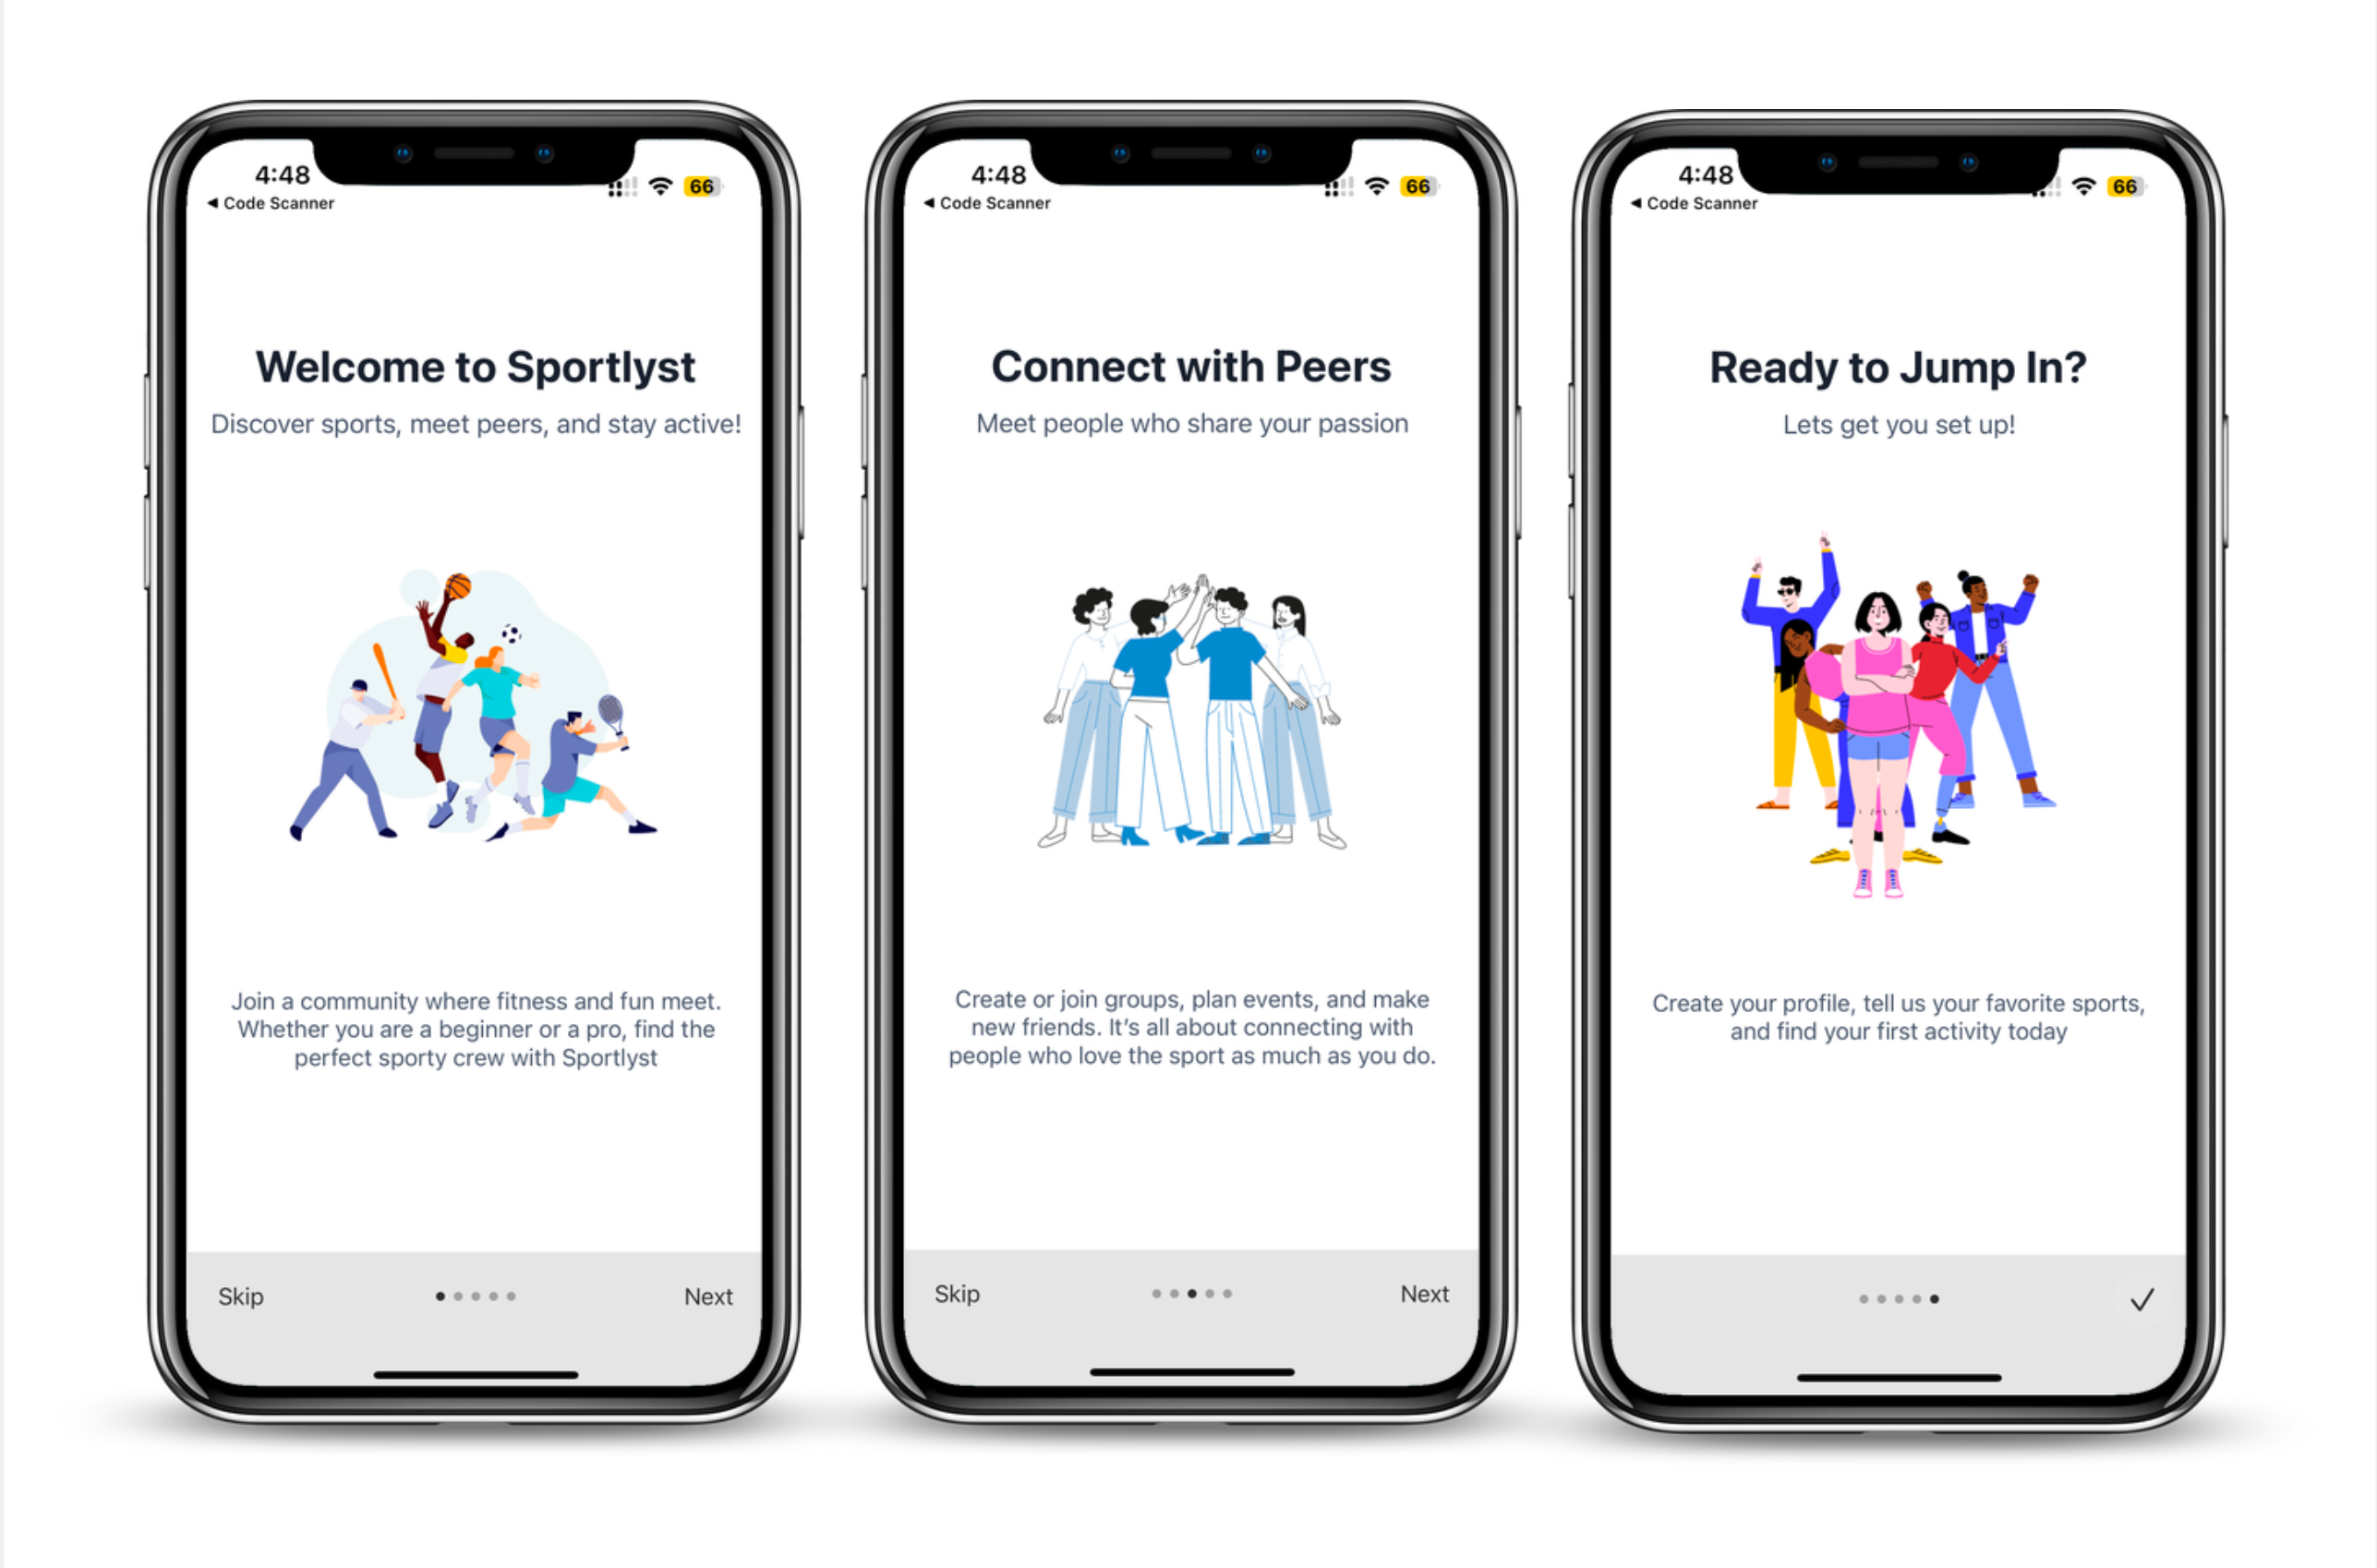 4:48
◀ Code Scanner
66
Welcome to Sportlyst
Discover sports, meet peers, and stay active!
Join a community where fitness and fun meet.
Whether you are a beginner or a pro, find the
perfect sporty crew with Sportlyst
Skip
Next
4:48
◀ Code Scanner
66
Connect with Peers
Meet people who share your passion
Create or join groups, plan events, and make
new friends. It’s all about connecting with
people who love the sport as much as you do.
Skip
Next
4:48
◀ Code Scanner
66
Ready to Jump In?
Lets get you set up!
Create your profile, tell us your favorite sports,
and find your first activity today